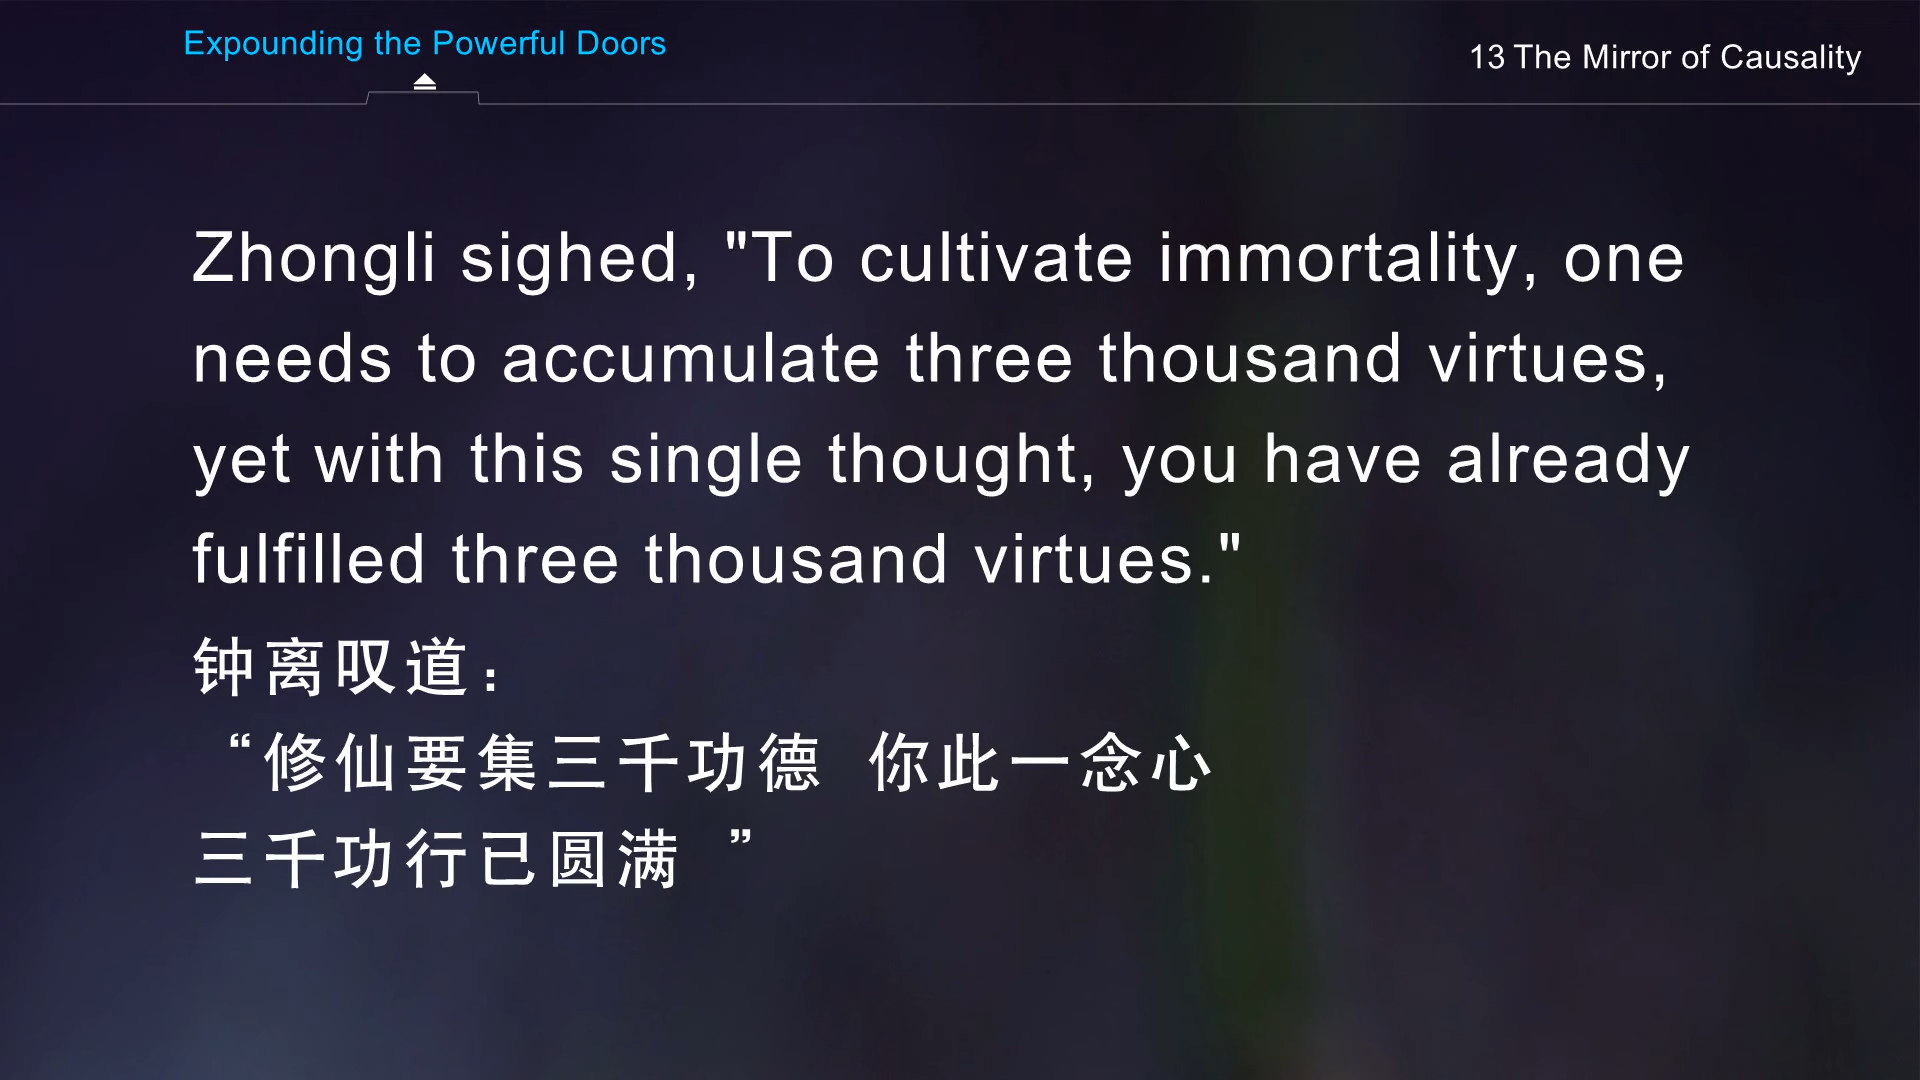 Expounding the Powerful Doors
13 The Mirror of Causality
Zhongli sighed, "To cultivate immortality, one
needs to accumulate three thousand virtues,
yet with this single thought, you have already
fulfilled three thousand virtues."
钟离叹道：
“修仙要集三千功德 你此一念心
三千功行已圆满 ”